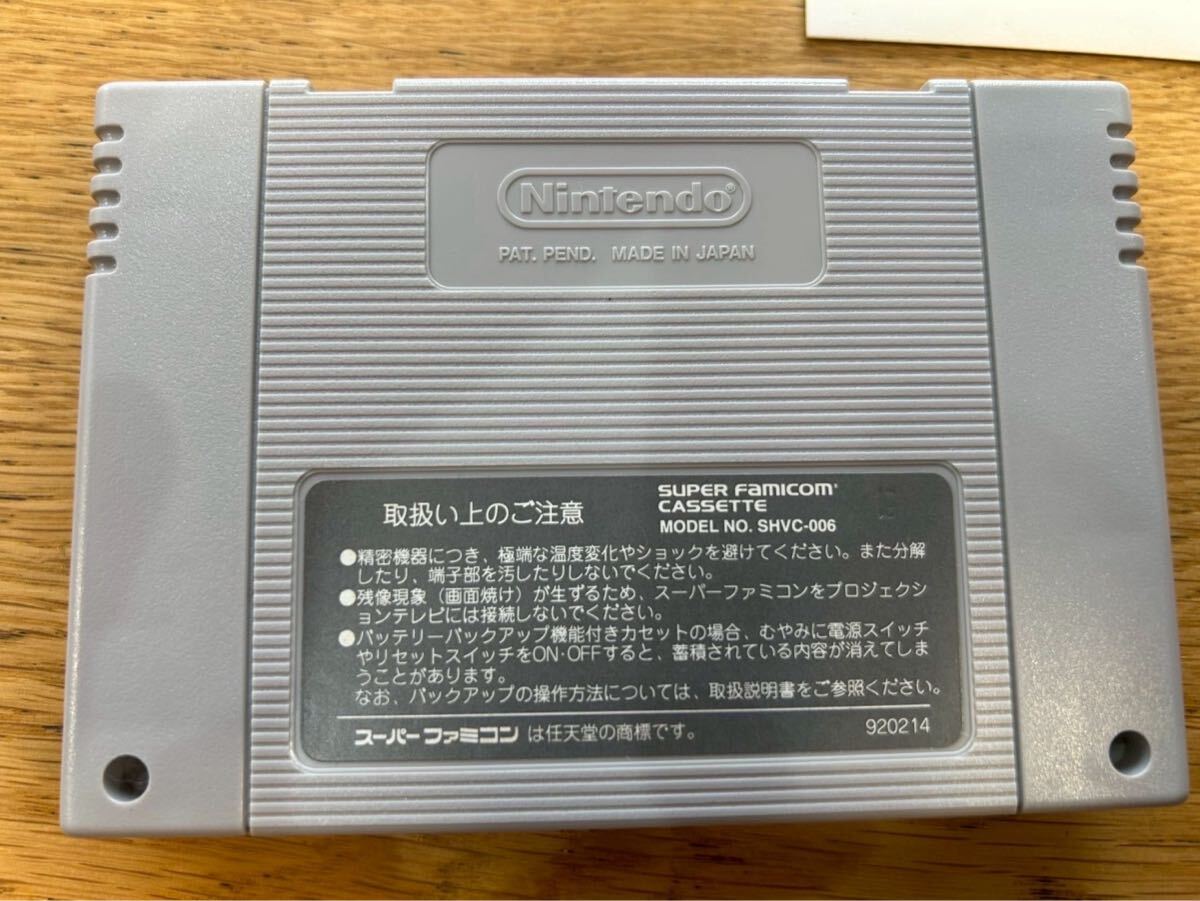 Nintendo®
PAT. PEND. MADE IN JAPAN
取扱い上のご注意
SUPER FAMICOM
CASSETTE
MODEL NO. SHVC-006
●精密機器につき、極端な温度変化やショックを避けてください。また分解
したり、端子部を汚したりしないでください。
●残像現象（画面焼け）が生ずるため、スーパーファミコンをプロジェクシ
ョンテレビには接続しないでください。
●バッテリーバックアップ機能付きカセットの場合、むやみに電源スイッチ
やリセットスイッチをON·OFFすると、蓄積されている内容が消えてしま
うことがあります。
なお、バックアップの操作方法については、取扱説明書をご参照ください。
スーパーファミコン は任天堂の商標です。
920214